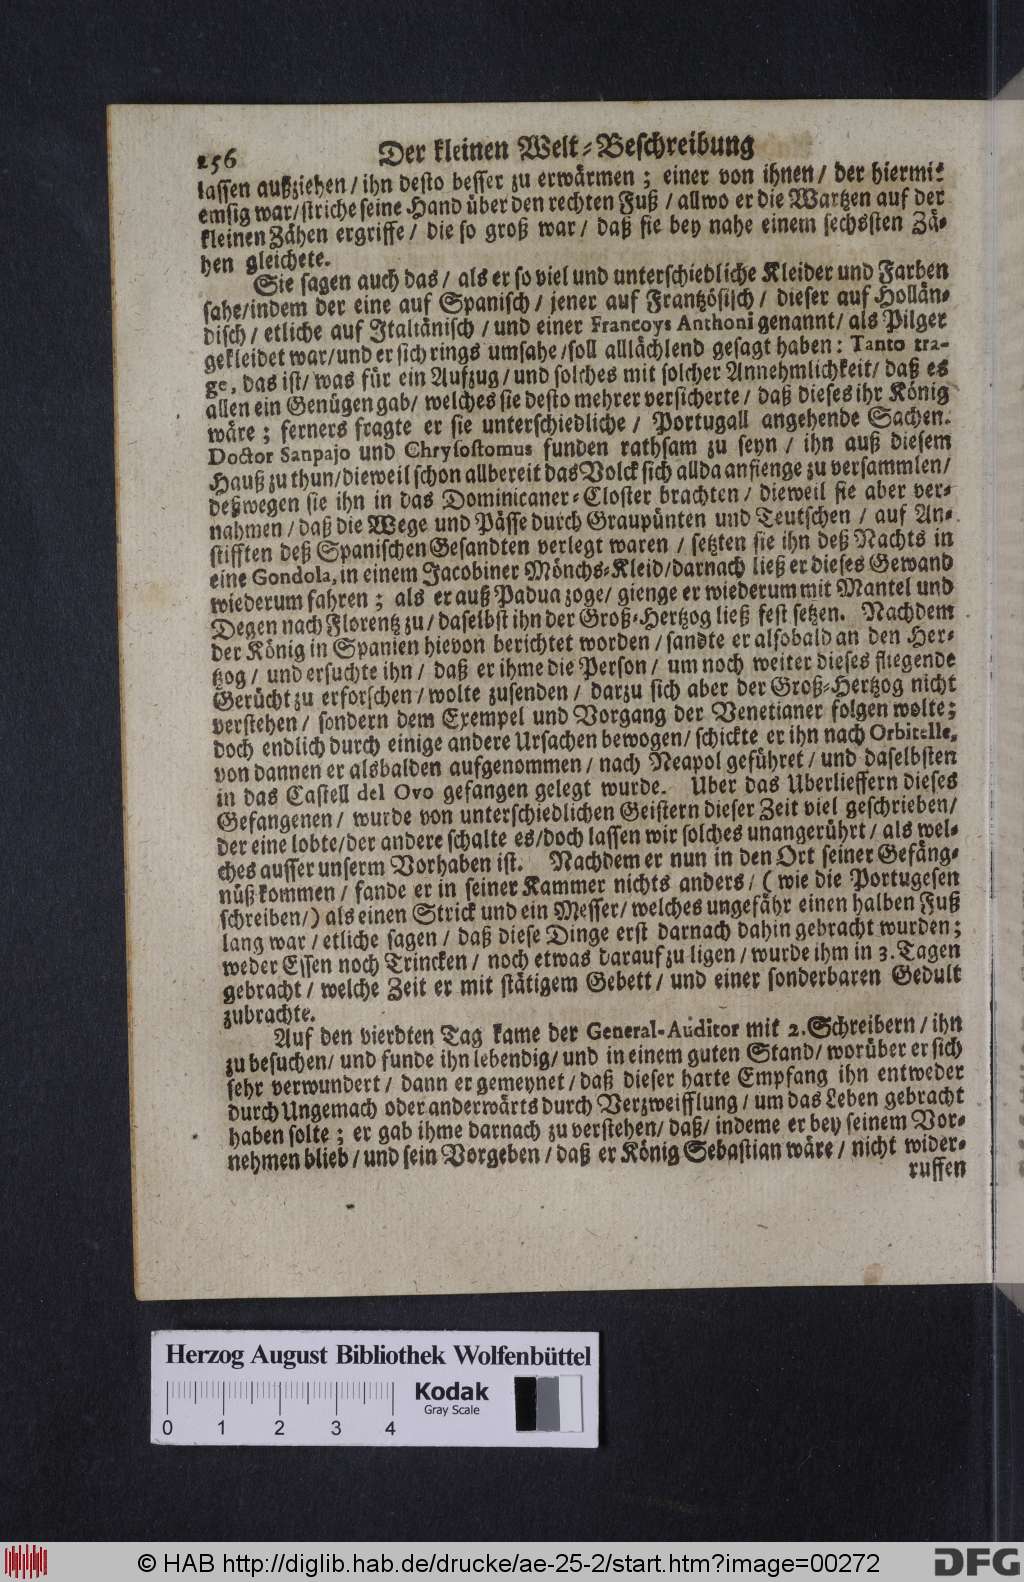 256 Der kleinen Welt-Beschreibung
lassen außziehen/ ihn desto besser zu erwärmen; einer von ihnen/ der hiermit
emsig war/ striche seine Hand über den rechten Fuß/ allwo er die Wartzen auf der
kleinen Zähen ergriffe/ die so groß war/ daß sie bey nahe einem sechssten Zä-
hen gleichete.
Sie sagen auch das/ als er so viel und unterschiedliche Kleider und Farben
sahe/ indem der eine auf Spanisch/ jener auf Frantzösisch/ dieser auf Hollän-
disch/ etliche auf Italiänisch/ und einer Francoys Anthoni genannt/ als Pilger
gekleidet war/ und er sich rings umsahe/ soll alllächlend gesagt haben: Tanto tra-
ge, das ist/ was für ein Aufzug/ und solches mit solcher Annehmlichkeit/ daß es
allen ein Genügen gab/ welches sie desto mehrer versicherte/ daß dieses ihr König
wäre; ferners fragte er sie unterschiedliche/ Portugall angehende Sachen.
Doctor Sanpajo und Chrysostomus funden rathsam zu seyn/ ihn auß diesem
Hauß zu thun/ dieweil schon allbereit das Volck sich allda anfienge zu versammlen/
deßwegen sie ihn in das Dominicaner-Closter brachten/ dieweil sie aber ver-
nahmen/ daß die Wege und Pässe durch Graupünten und Teutschen/ auf An-
stifften deß Spanischen Gesandten verlegt waren/ setzten sie ihn deß Nachts in
eine Gondola, in einem Jacobiner Mönchs-Kleid/ darnach ließ er dieses Gewand
wiederum fahren; als er auß Padua zoge/ gienge er wiederum mit Mantel und
Degen nach Florentz zu/ daselbst ihn der Groß-Hertzog ließ fest setzen. Nachdem
der König in Spanien hievon berichtet worden/ sandte er alsobald an den Her-
tzog/ und ersuchte ihn/ daß er ihme die Person/ um noch weiter dieses fliegende
Gerücht zu erforschen/ wolte zusenden/ darzu sich aber der Groß-Hertzog nicht
verstehen/ sondern dem Exempel und Vorgang der Venetianer folgen wolte;
doch endlich durch einige andere Ursachen bewogen/ schickte er ihn nach Orbitelle,
von dannen er alsbalden aufgenommen/ nach Neapol geführet/ und daselbsten
in das Castell del Ovo gefangen gelegt wurde. Uber das Uberlieffern dieses
Gefangenen/ wurde von unterschiedlichen Geistern dieser Zeit viel geschrieben/
der eine lobte/ der andere schalte es/ doch lassen wir solches unangerührt/ als wel-
ches ausser unserm Vorhaben ist. Nachdem er nun in den Ort seiner Gefäng-
nüß kommen/ fande er in seiner Kammer nichts anders/ (wie die Portugesen
schreiben/) als einen Strick und ein Messer/ welches ungefähr einen halben Fuß
lang war/ etliche sagen/ daß diese Dinge erst darnach dahin gebracht wurden;
weder Essen noch Trincken/ noch etwas darauf zu ligen/ wurde ihm in 3. Tagen
gebracht/ welche Zeit er mit stätigem Gebett/ und einer sonderbaren Gedult
zubrachte.
Auf den vierdten Tag kame der General-Auditor mit 2. Schreibern/ ihn
zu besuchen/ und funde ihn lebendig/ und in einem guten Stand/ worüber er sich
sehr verwundert/ dann er gemeynet/ daß dieser harte Empfang ihn entweder
durch Ungemach oder anderwärts durch Verzweifflung/ um das Leben gebracht
haben solte; er gab ihme darnach zu verstehen/ daß/ indeme er bey seinem Vor-
nehmen blieb/ und sein Vorgeben/ daß er König Sebastian wäre/ nicht wider-
ruffen
Herzog August Bibliothek Wolfenbüttel
Kodak
Gray Scale
0 1 2 3 4
© HAB http://diglib.hab.de/drucke/ae-25-2/start.htm?image=00272
DFG